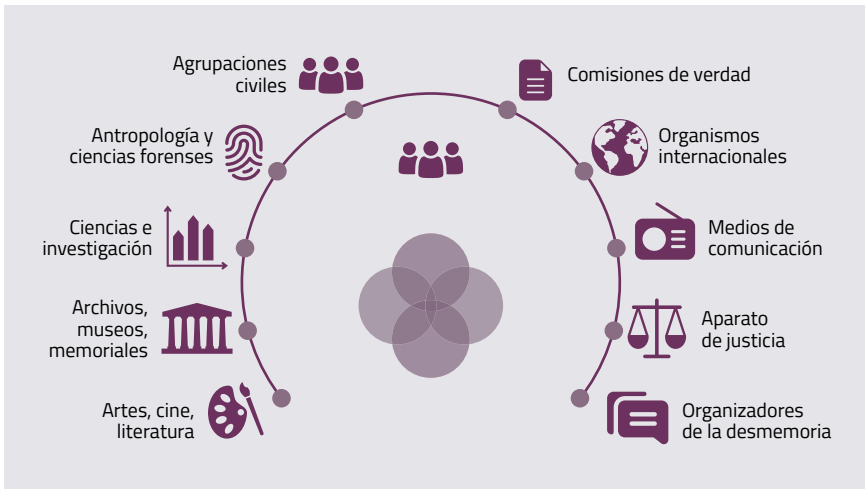 Agrupaciones
civiles
Antropología y
ciencias forenses
Ciencias e
investigación
Archivos,
museos,
memoriales
Artes, cine,
literatura
Comisiones de verdad
Organismos
internacionales
Medios de
comunicación
Aparato
de justicia
Organizadores
de la desmemoria